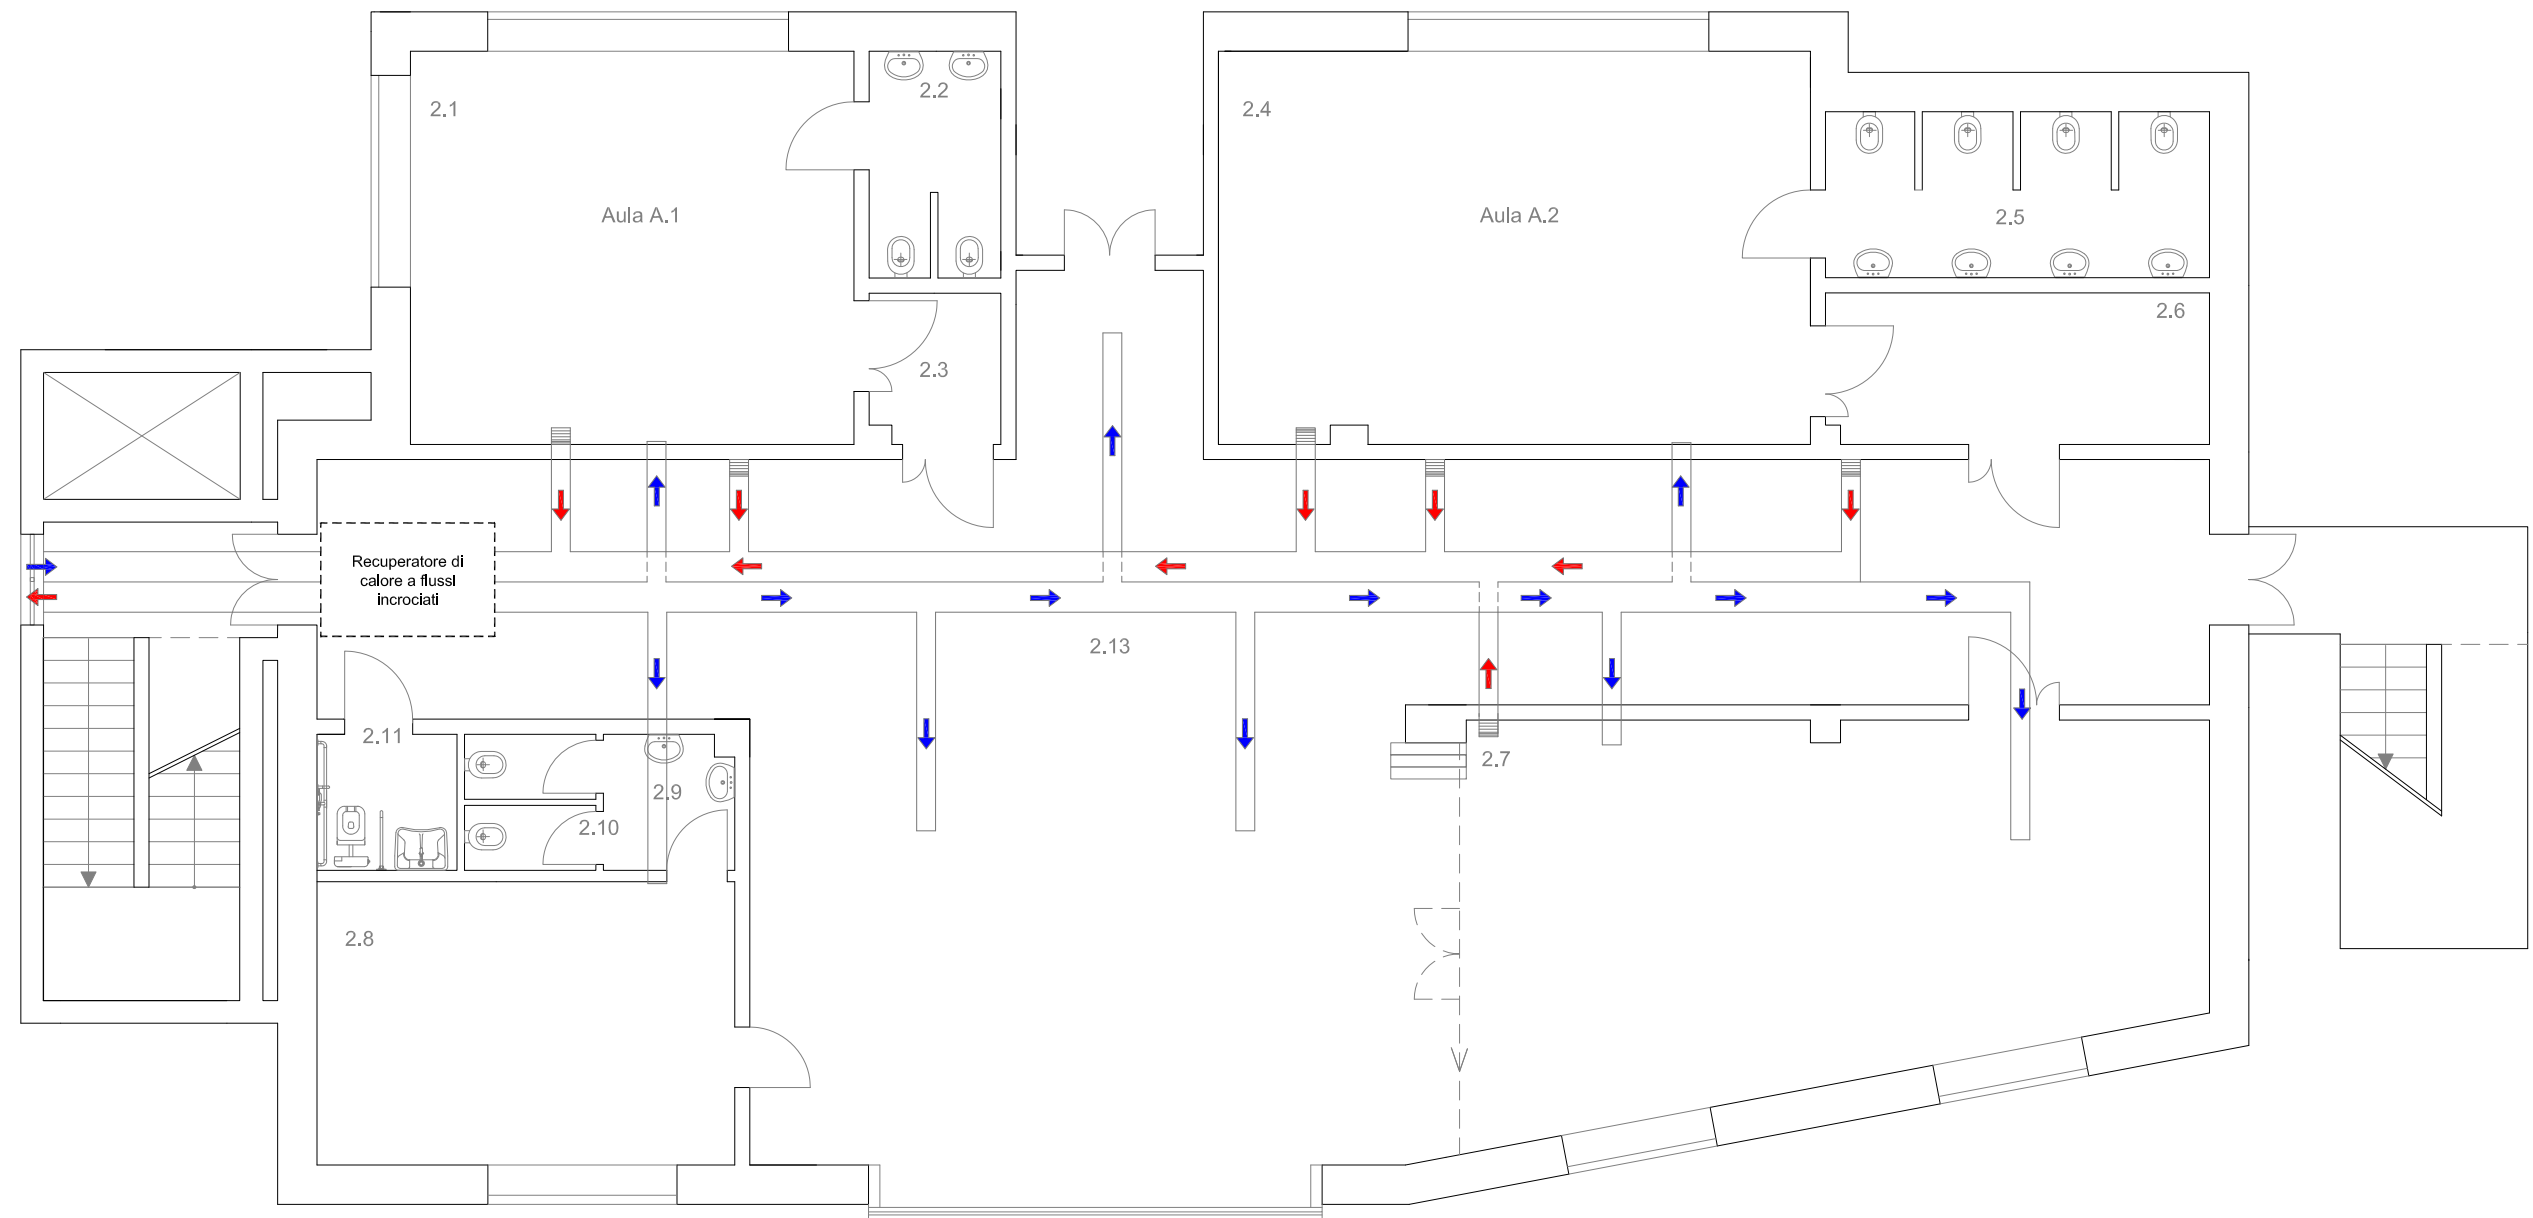 2.1
2.2
2.4
Aula A.1
Aula A.2
2.5
2.6
2.3
Recuperatore di
calore a flussi
incrociati
2.13
2.11
2.7
2.9
2.10
2.8